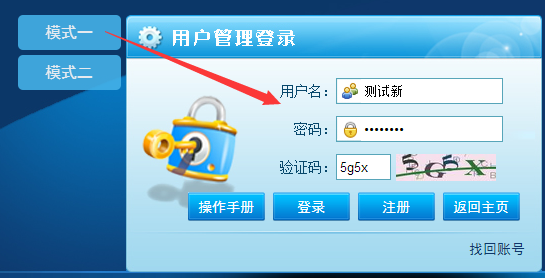 模式一
模式二
用户管理登录
用户名： 测试新
密码： ••••••••
验证码： 5g5x 5G5X
操作手册 登录 注册 返回主页
找回账号